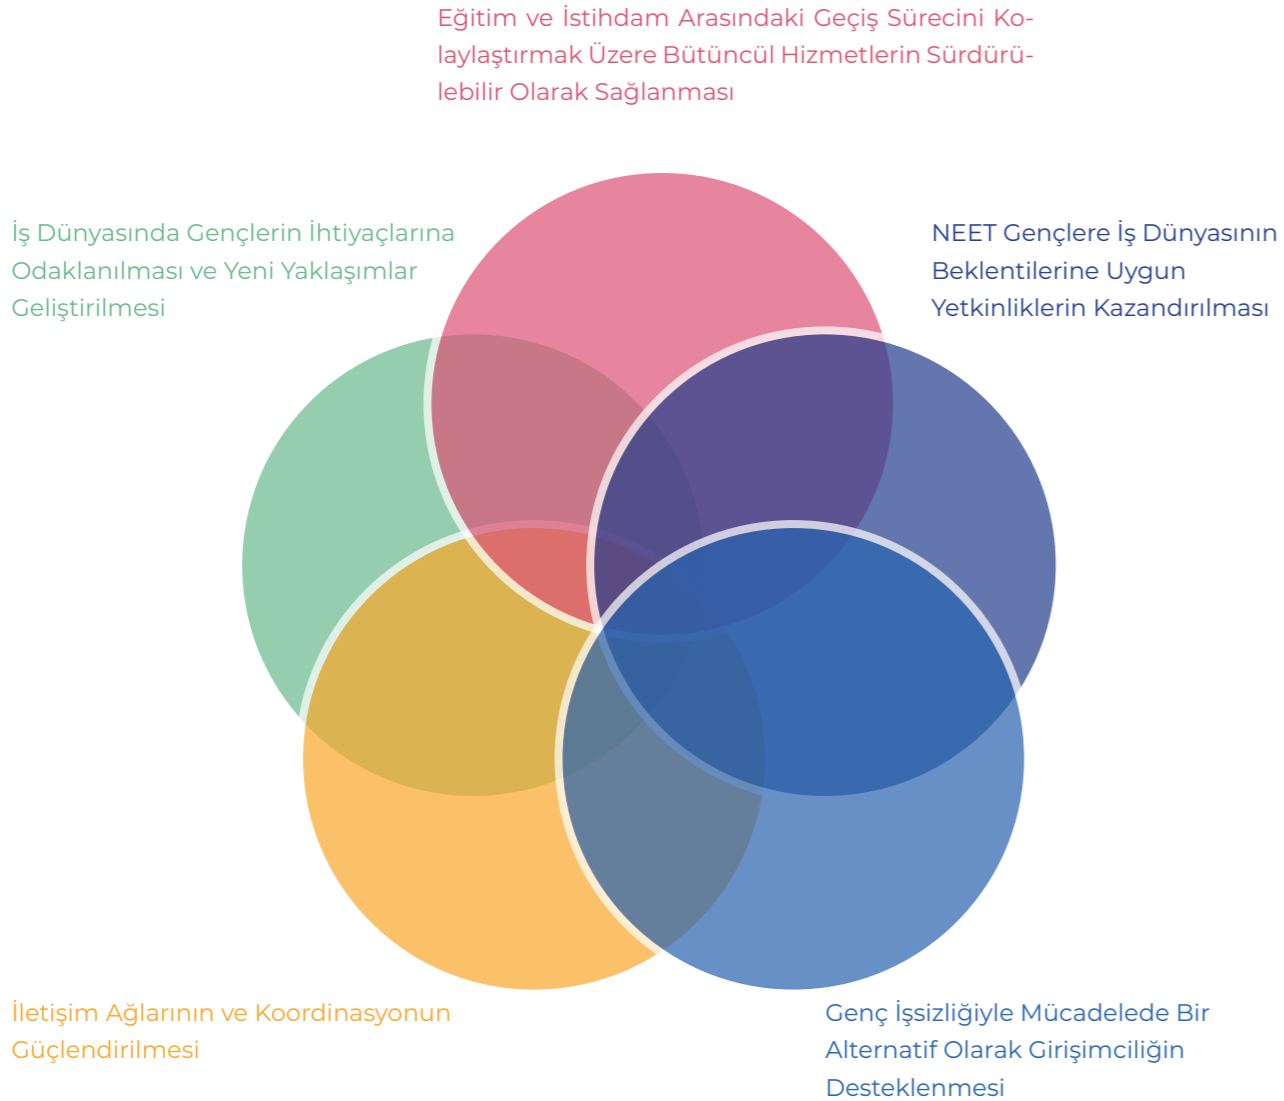 Eğitim ve İstihdam Arasındaki Geçiş Sürecini Ko-
laylaştırmak Üzere Bütüncül Hizmetlerin Sürdürü-
lebilir Olarak Sağlanması
İş Dünyasında Gençlerin İhtiyaçlarına
Odaklanılması ve Yeni Yaklaşımlar
Geliştirilmesi
NEET Gençlere İş Dünyasının
Beklentilerine Uygun
Yetkinliklerin Kazandırılması
İletişim Ağlarının ve Koordinasyonun
Güçlendirilmesi
Genç İşsizliğiyle Mücadelede Bir
Alternatif Olarak Girişimciliğin
Desteklenmesi